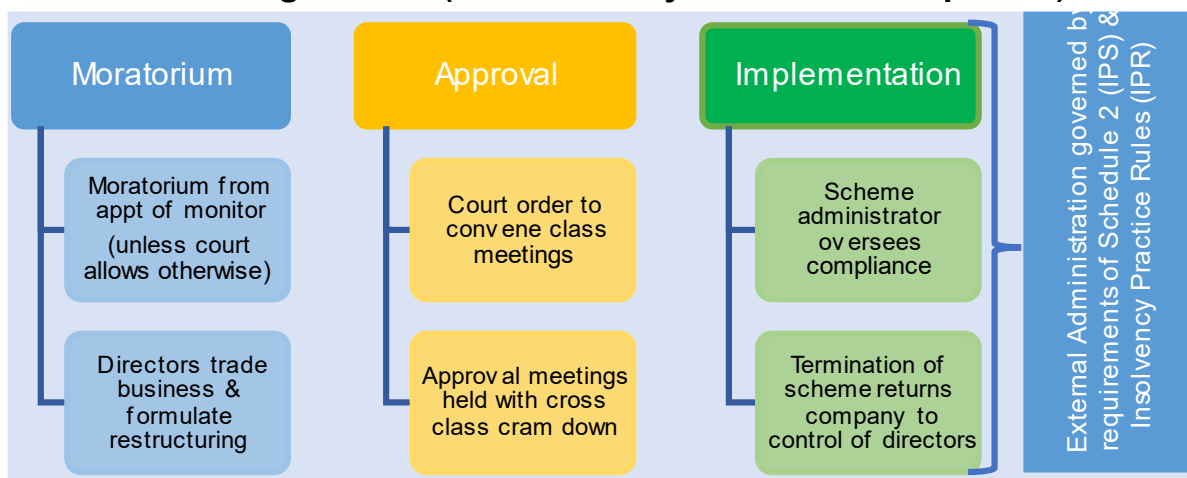 Moratorium
Moratorium from
appt of monitor
(unless court
allows otherwise)
Directors trade
business &
formulate
restructuring
Approval
Court order to
convene class
meetings
Approval meetings
held with cross
class cram down
Implementation
Scheme
administrator
oversees
compliance
Termination of
scheme returns
company to
control of directors
External Administration governed by
requirements of Schedule 2 (IPS) &
Insolvency Practice Rules (IPR)